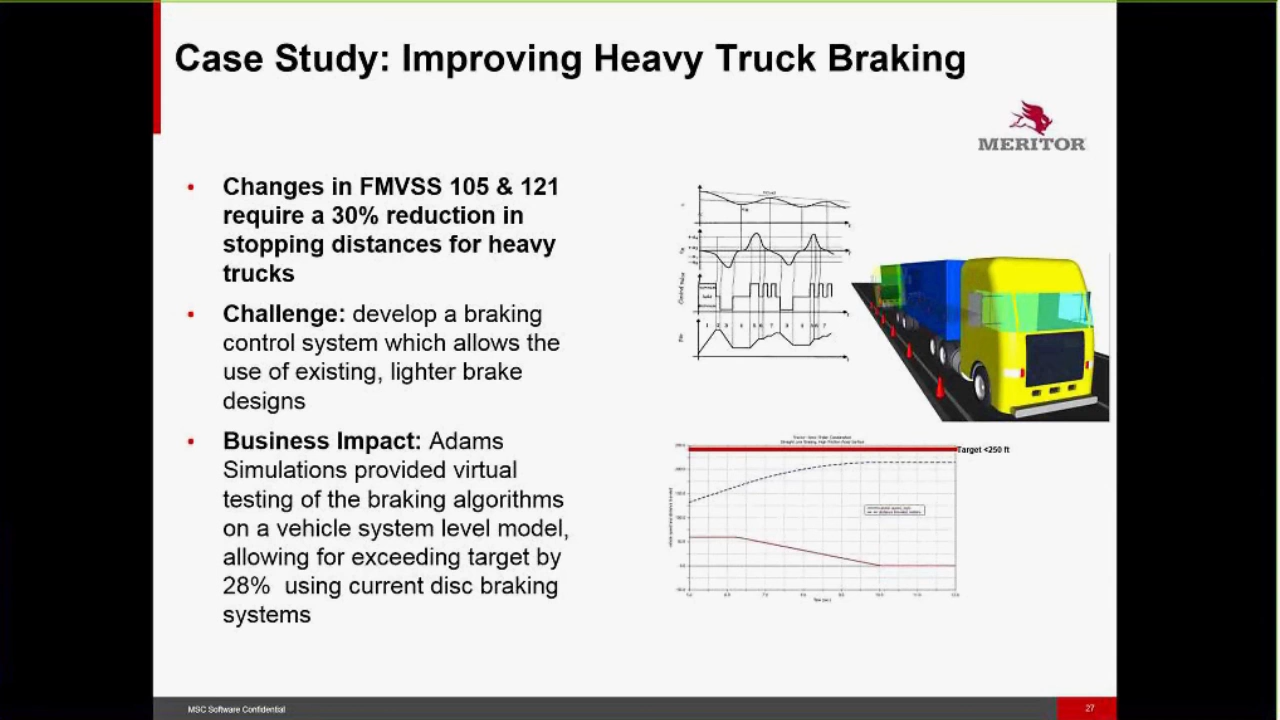 Case Study: Improving Heavy Truck Braking
MERITOR
• Changes in FMVSS 105 & 121
require a 30% reduction in
stopping distances for heavy
trucks
• Challenge: develop a braking
control system which allows the
use of existing, lighter brake
designs
• Business Impact: Adams
Simulations provided virtual
testing of the braking algorithms
on a vehicle system level model,
allowing for exceeding target by
28% using current disc braking
systems
Target <250 ft
MSC Software Confidential
27